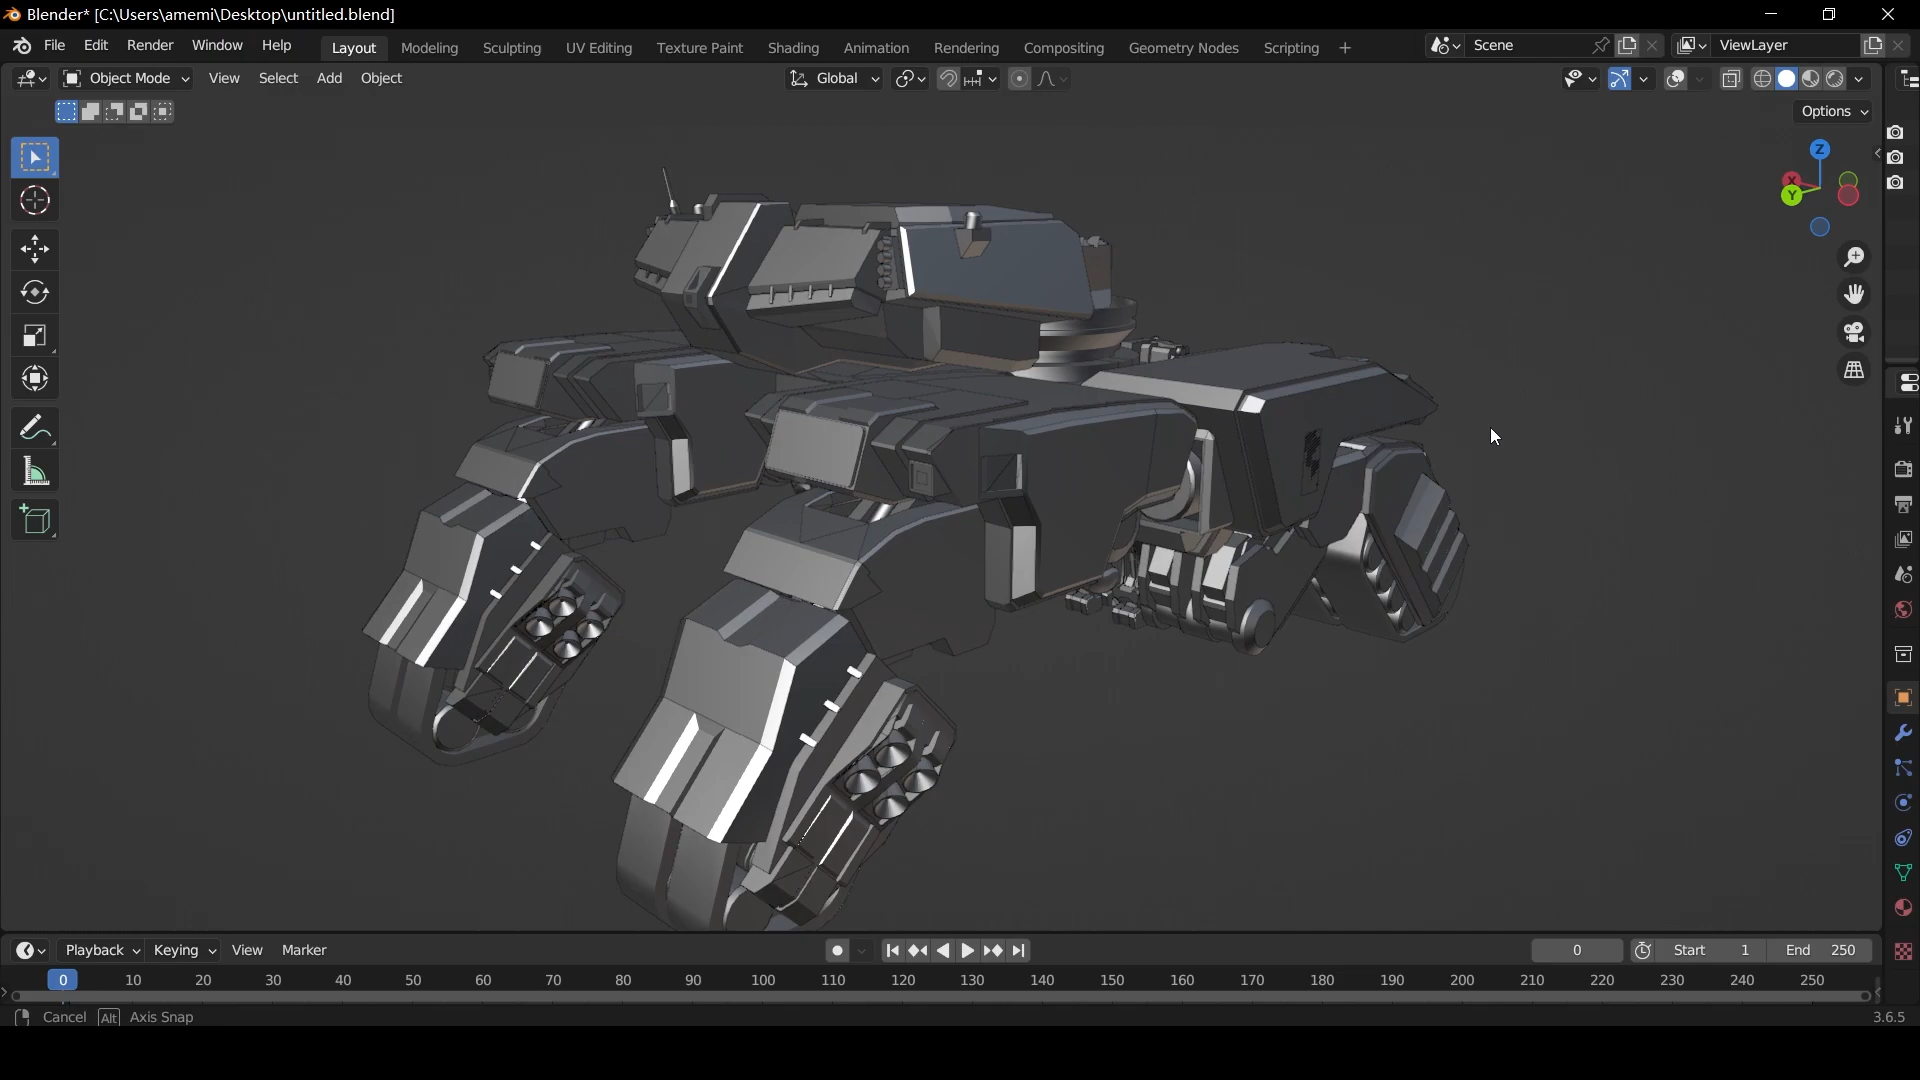 Blender* [C:\Users\amemi\Desktop\untitled.blend]
File Edit Render Window Help Layout Modeling Sculpting UV Editing Texture Paint Shading Animation Rendering Compositing Geometry Nodes Scripting + Scene ViewLayer
Object Mode View Select Add Object Global
Options
Z
X
Y
Playback Keying View Marker 0 Start 1 End 250
0 10 20 30 40 50 60 70 80 90 100 110 120 130 140 150 160 170 180 190 200 210 220 230 240 250
Cancel Alt Axis Snap 3.6.5